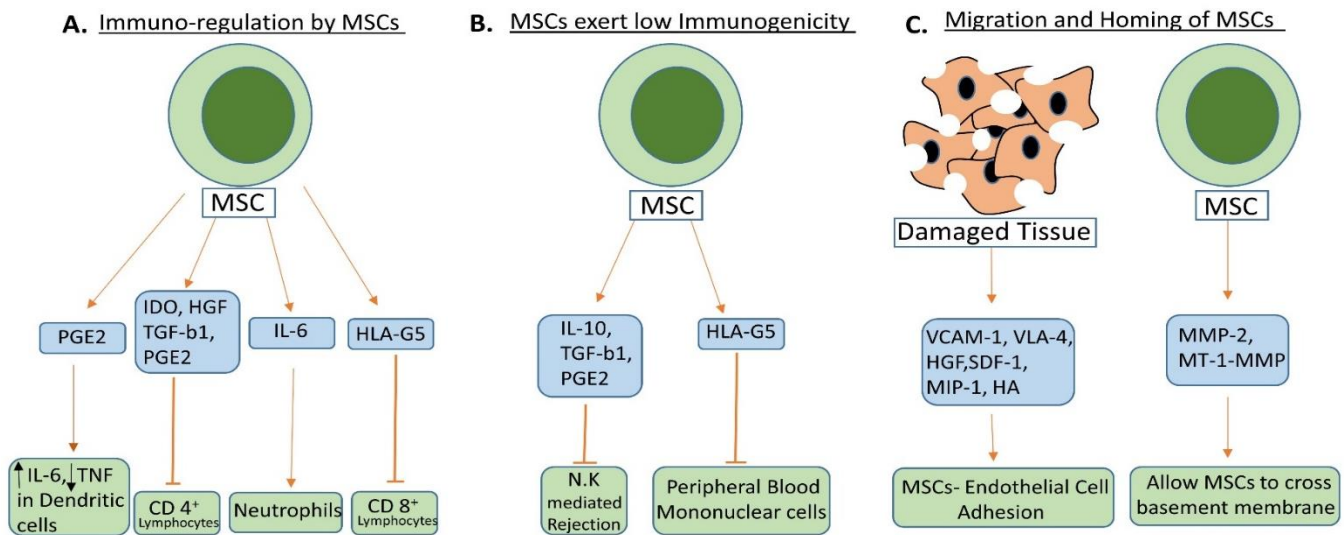 A. Immuno-regulation by MSCs
MSC
PGE2
IDO, HGF
TGF-b1,
PGE2
IL-6
HLA-G5
↑ IL-6, ↓ TNF
in Dendritic
cells
CD 4⁺
Lymphocytes
Neutrophils
CD 8⁺
Lymphocytes
B. MSCs exert low Immunogenicity
MSC
IL-10,
TGF-b1,
PGE2
HLA-G5
N.K
mediated
Rejection
Peripheral Blood
Mononuclear cells
C. Migration and Homing of MSCs
Damaged Tissue
MSC
VCAM-1, VLA-4,
HGF,SDF-1,
MIP-1, HA
MMP-2,
MT-1-MMP
MSCs- Endothelial Cell
Adhesion
Allow MSCs to cross
basement membrane